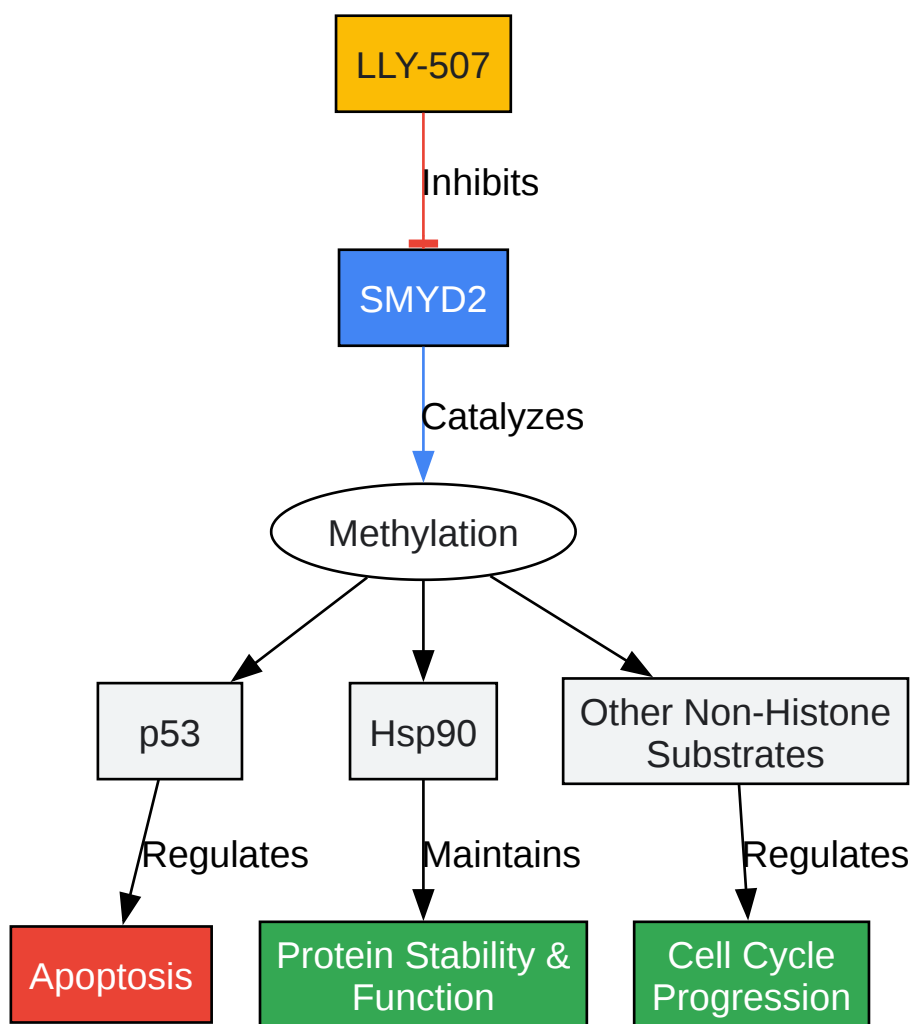 LLY-507
Inhibits
SMYD2
Catalyzes
Methylation
p53
Hsp90
Other Non-Histone
Substrates
Regulates
Maintains
Regulates
Apoptosis
Protein Stability &
Function
Cell Cycle
Progression